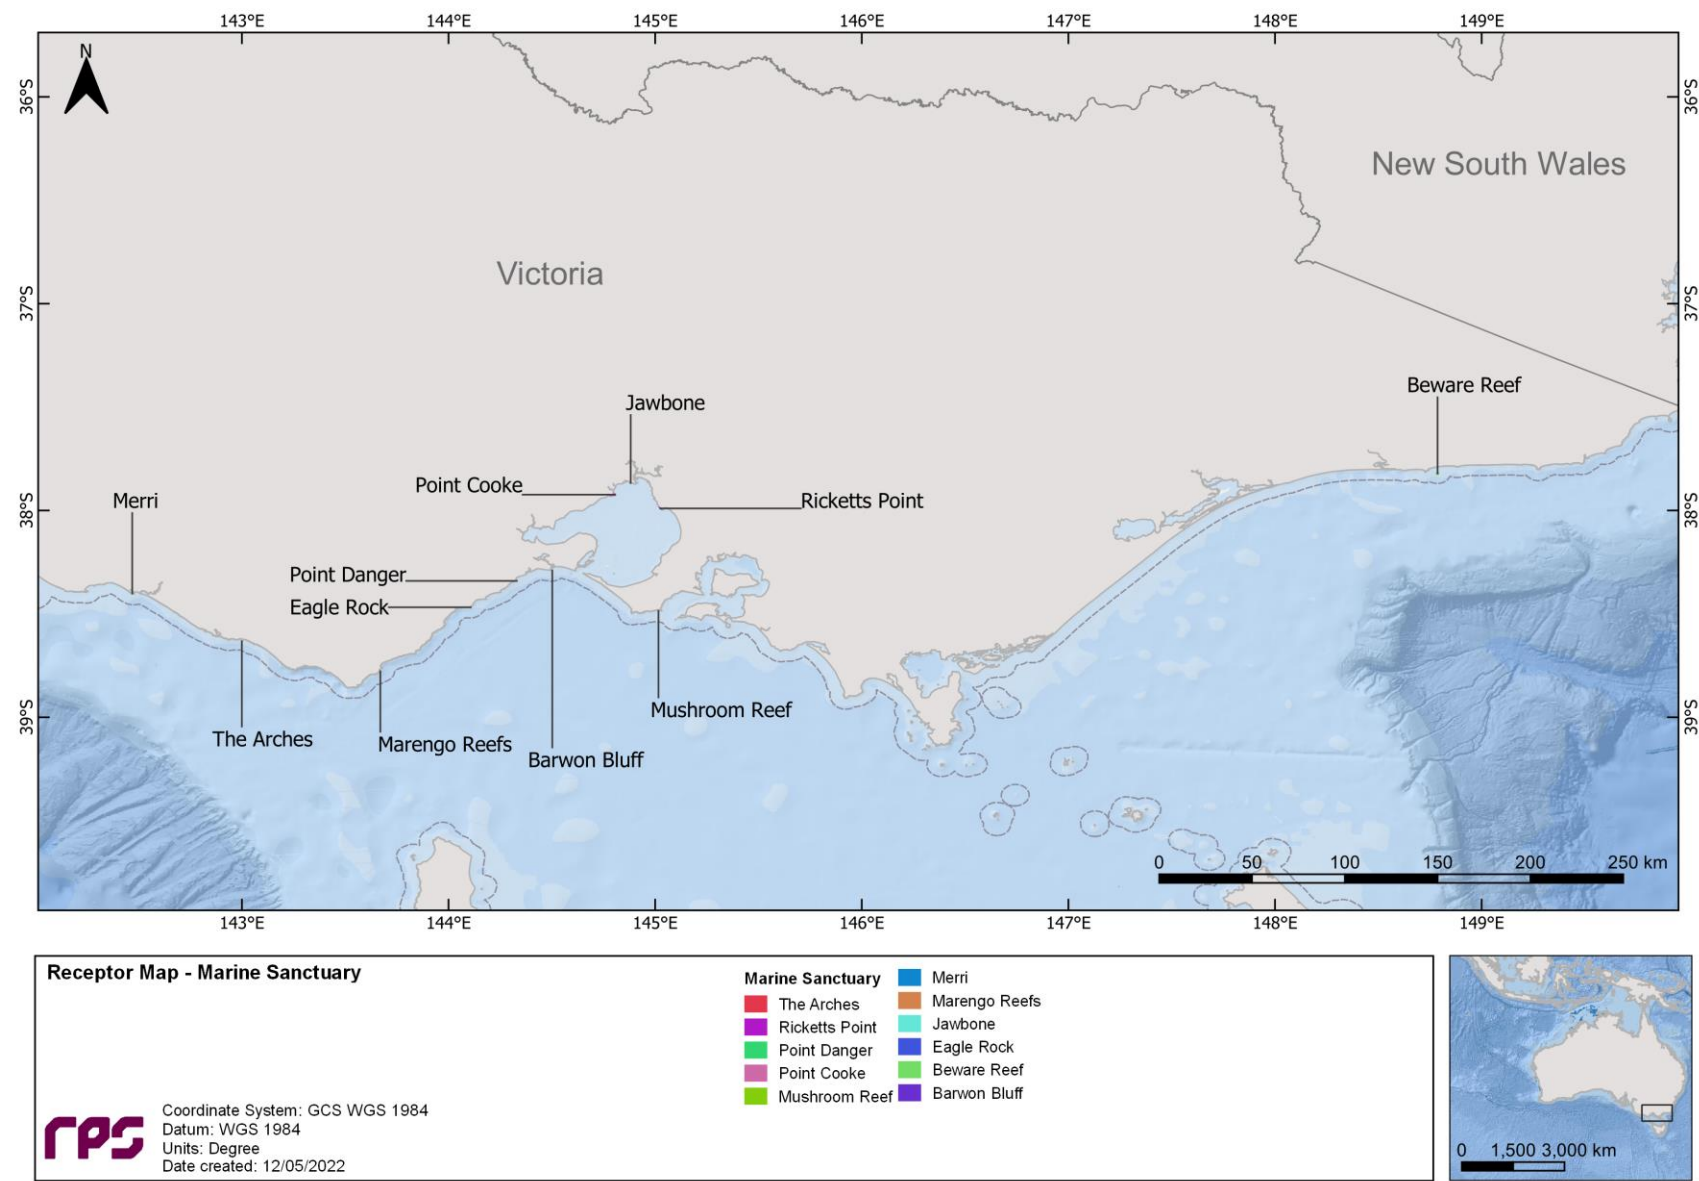 143°E 144°E 145°E 146°E 147°E 148°E 149°E
N
36°S 36°S
New South Wales
Victoria
37°S 37°S
Beware Reef
Jawbone
Point Cooke
Merri
Ricketts Point
38°S 38°S
Point Danger
Eagle Rock
Mushroom Reef
39°S 39°S
The Arches
Marengo Reefs
Barwon Bluff
0 50 100 150 200 250 km
143°E 144°E 145°E 146°E 147°E 148°E 149°E
Receptor Map - Marine Sanctuary
Marine Sanctuary
The Arches
Ricketts Point
Point Danger
Point Cooke
Mushroom Reef
Merri
Marengo Reefs
Jawbone
Eagle Rock
Beware Reef
Barwon Bluff
rps
Coordinate System: GCS WGS 1984
Datum: WGS 1984
Units: Degree
Date created: 12/05/2022
0 1,500 3,000 km